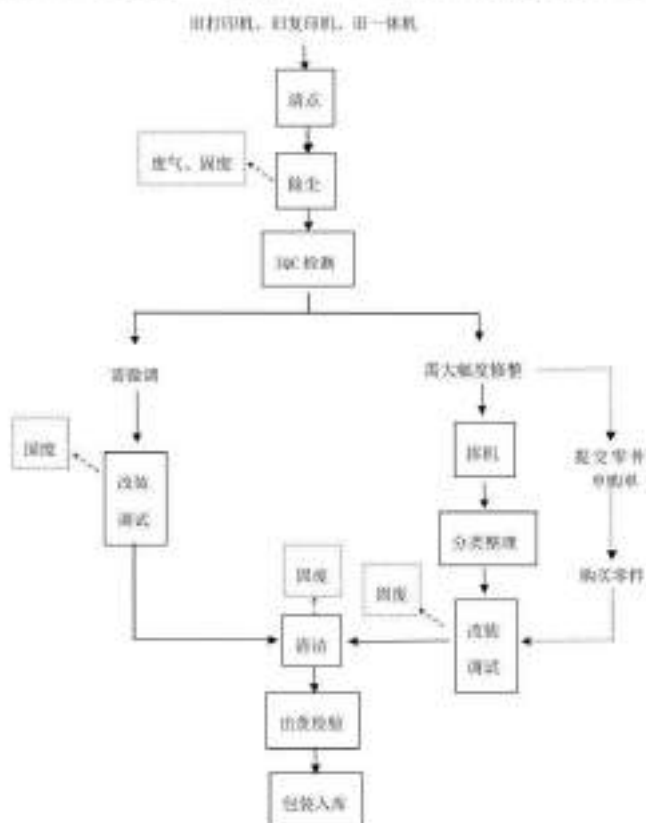 旧打印机、旧复印机、旧一体机
清点
废气、固废
除尘
IQC检测
需微调
需大幅度修整
固废
改装
调试
拆机
提交零件
申购单
分类整理
固废
固废
购买零件
清洁
改装
调试
出货检验
包装入库